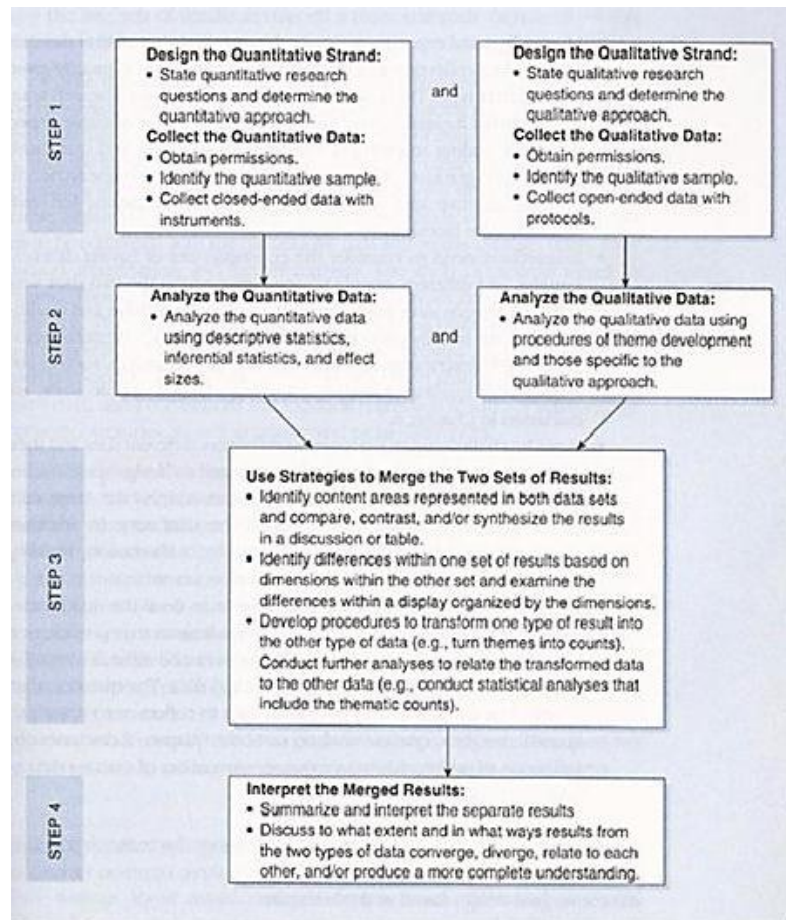 STEP 1
Design the Quantitative Strand:
• State quantitative research
questions and determine the
quantitative approach.
Collect the Quantitative Data:
• Obtain permissions.
• Identify the quantitative sample.
• Collect closed-ended data with
instruments.
and
Design the Qualitative Strand:
• State qualitative research
questions and determine the
qualitative approach.
Collect the Qualitative Data:
• Obtain permissions.
• Identify the qualitative sample.
• Collect open-ended data with
protocols.
STEP 2
Analyze the Quantitative Data:
• Analyze the quantitative data
using descriptive statistics,
inferential statistics, and effect
sizes.
and
Analyze the Qualitative Data:
• Analyze the qualitative data using
procedures of theme development
and those specific to the
qualitative approach.
STEP 3
Use Strategies to Merge the Two Sets of Results:
• Identify content areas represented in both data sets
and compare, contrast, and/or synthesize the results
in a discussion or table.
• Identify differences within one set of results based on
dimensions within the other set and examine the
differences within a display organized by the dimensions.
• Develop procedures to transform one type of result into
the other type of data (e.g., turn themes into counts).
Conduct further analyses to relate the transformed data
to the other data (e.g., conduct statistical analyses that
include the thematic counts).
STEP 4
Interpret the Merged Results:
• Summarize and interpret the separate results
• Discuss to what extent and in what ways results from
the two types of data converge, diverge, relate to each
other, and/or produce a more complete understanding.